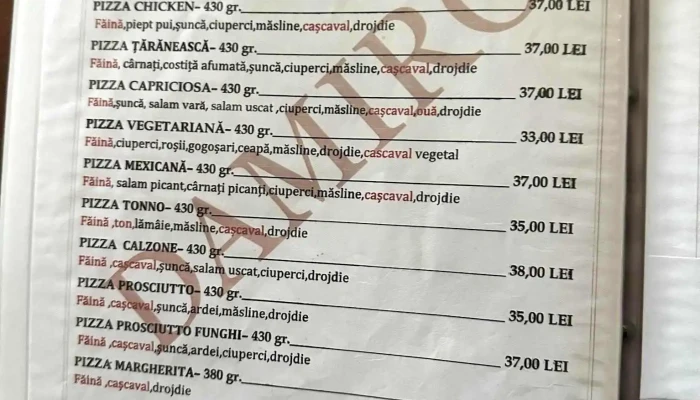 PIZZA CHICKEN- 430 gr. 37,00 LEI
Făină,piept pui,șuncă,ciuperci,măsline,cașcaval,drojdie
PIZZA ȚĂRĂNEASCĂ- 430 gr. 37,00 LEI
Făină, cârnați,costiță afumată,șuncă,ciuperci,măsline,cașcaval,drojdie
PIZZA CAPRICIOSA- 430 gr. 37,00 LEI
Făină,șuncă, salam vară, salam uscat ,ciuperci,măsline,cașcaval,ouă,drojdie
PIZZA VEGETARIANĂ- 430 gr. 33,00 LEI
Făină,ciuperci,roșii,gogoșari,ceapă,măsline,drojdie,cascaval vegetal
PIZZA MEXICANĂ- 430 gr. 37,00 LEI
Făină, salam picant,cârnați picanți,ciuperci,măsline,cașcaval,drojdie
PIZZA TONNO- 430 gr. 35,00 LEI
Făină ,ton,lămâie,măsline,cașcaval,drojdie
PIZZA CALZONE- 430 gr. 38,00 LEI
Făină ,cașcaval,șuncă,salam uscat,ciuperci,drojdie
PIZZA PROSCIUTTO- 430 gr. 35,00 LEI
Făină ,cașcaval,șuncă,ardei,măsline,drojdie
PIZZA PROSCIUTTO FUNGHI- 430 gr. 37,00 LEI
Făină ,cașcaval,șuncă,ardei,ciuperci,drojdie
PIZZA MARGHERITA- 380 gr.
Făină ,cașcaval,drojdie
DAMIRO